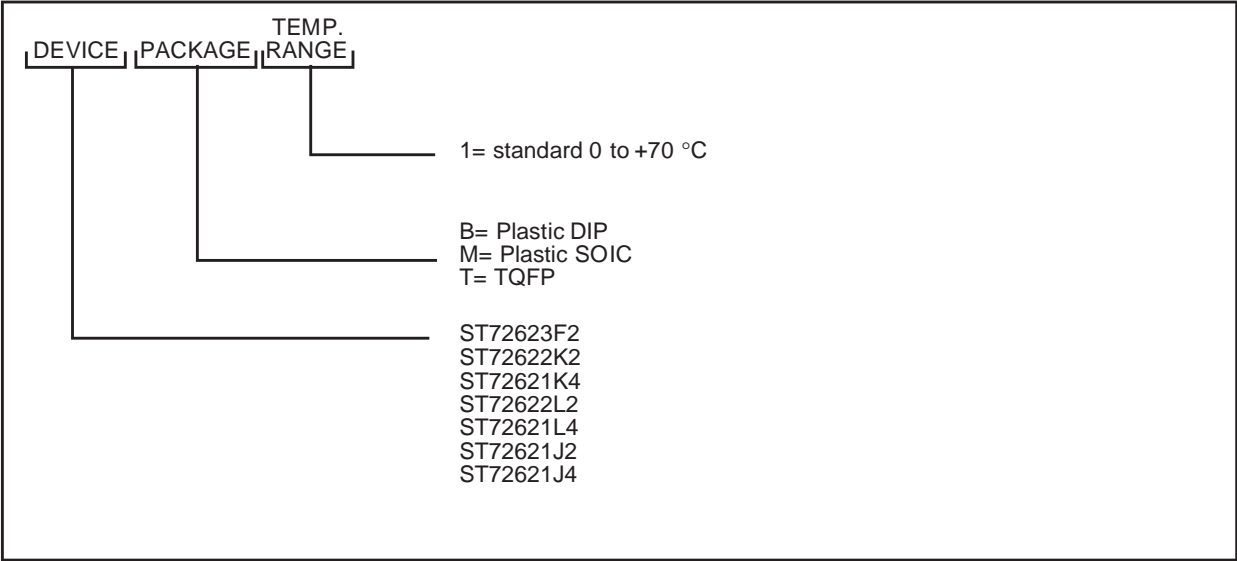 TEMP.
DEVICE PACKAGE RANGE
1= standard 0 to +70 °C
B= Plastic DIP
M= Plastic SOIC
T= TQFP
ST72623F2
ST72622K2
ST72621K4
ST72622L2
ST72621L4
ST72621J2
ST72621J4